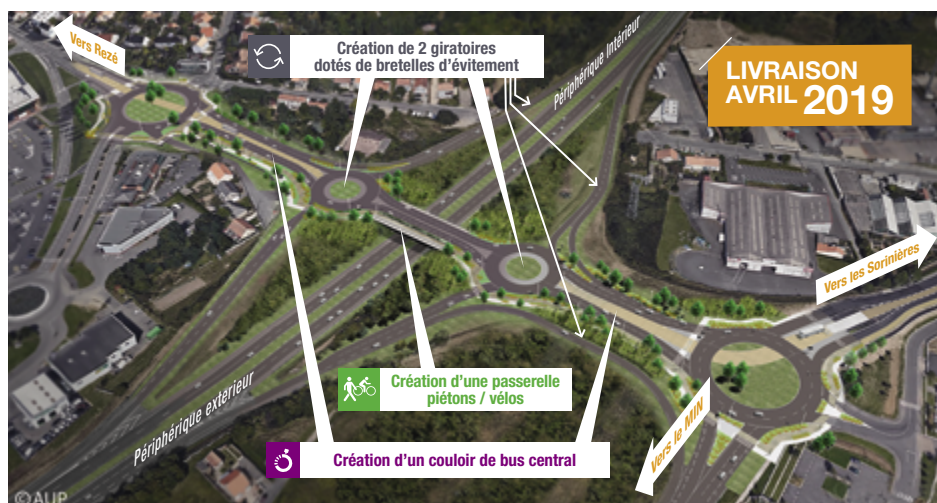 Vers Rezé
Création de 2 giratoires
dotés de bretelles d'évitement
Périphérique Intérieur
LIVRAISON
AVRIL 2019
Vers les Sorinières
Création d'une passerelle
piétons / vélos
Périphérique extérieur
Vers le MIN
Création d'un couloir de bus central
©AUP